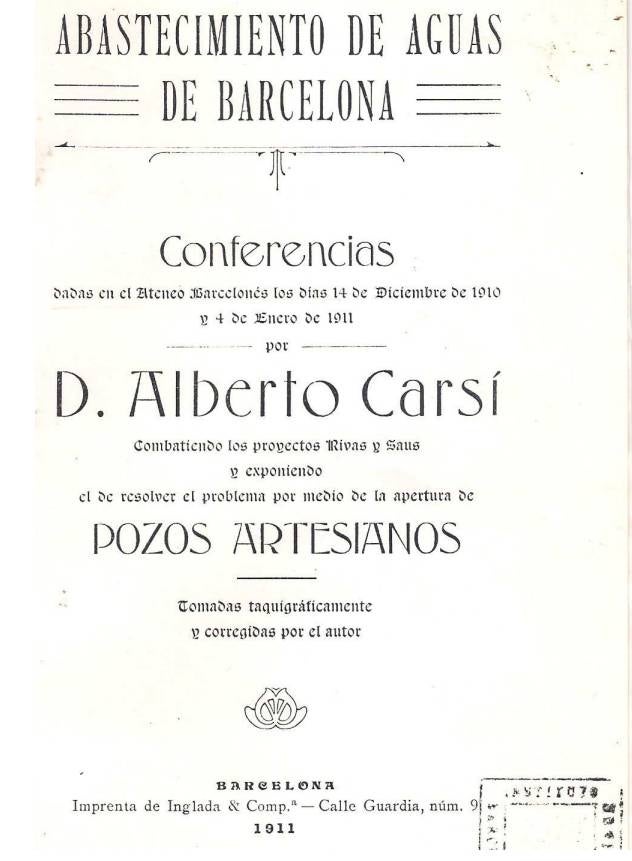 ABASTECIMIENTO DE AGUAS
DE BARCELONA
Conferencias
dadas en el Ateneo Barcelonés los días 14 de Diciembre de 1910
y 4 de Enero de 1911
por
D. Alberto Carsí
Combatiendo los proyectos Rivas y Saus
y exponiendo
el de resolver el problema por medio de la apertura de
POZOS ARTESIANOS
Tomadas taquigráficamente
y corregidas por el autor
BARCELONA
Imprenta de Inglada & Comp.ª — Calle Guardia, núm. 9
1911
INSTITUTO